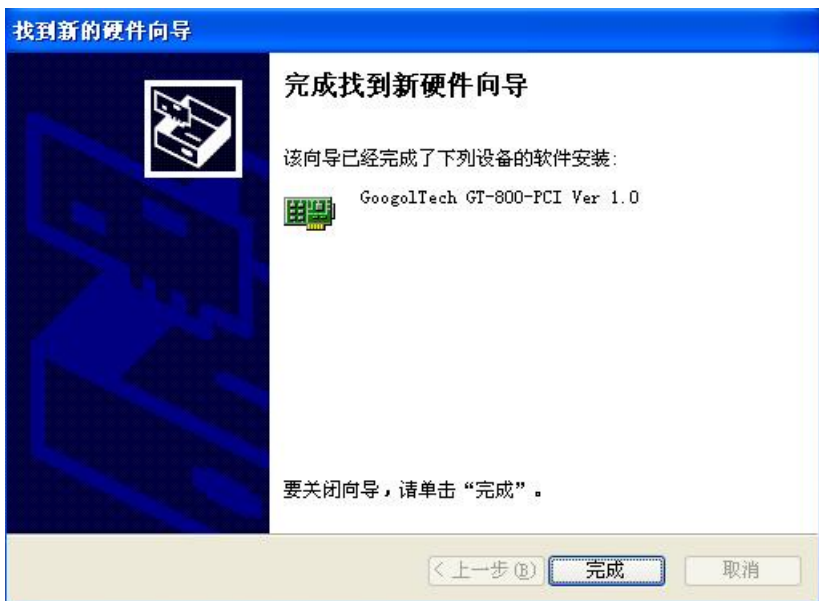 找到新的硬件向导
完成找到新硬件向导
该向导已经完成了下列设备的软件安装:
GoogolTech GT-800-PCI Ver 1.0
要关闭向导，请单击“完成”。
< 上一步(B)
完成
取消